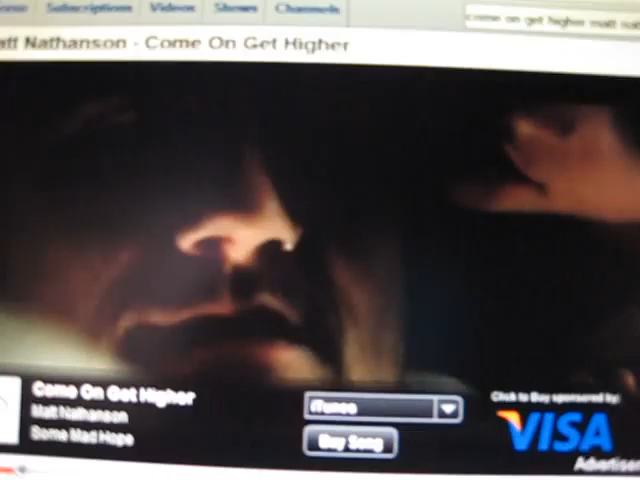 Subscriptions Videos Shows Channels
come on get higher matt nat
att Nathanson - Come On Get Higher
Come On Get Higher
Matt Nathanson
Some Mad Hope
iTunes
Buy Song
Click to Buy sponsored by:
VISA
Advertise